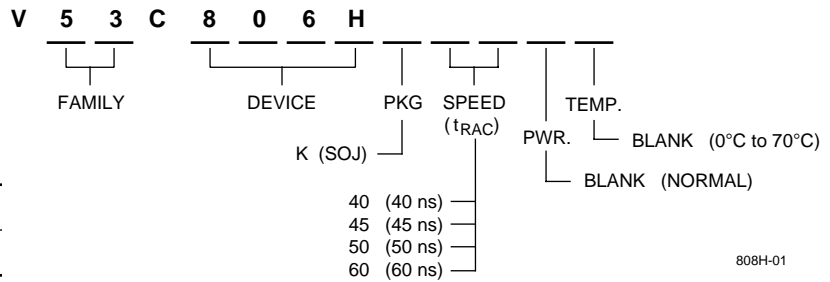 V 5 3 C 8 0 6 H
FAMILY DEVICE PKG SPEED TEMP.
(tRAC) PWR.
K (SOJ) BLANK (0°C to 70°C)
BLANK (NORMAL)
40 (40 ns)
45 (45 ns)
50 (50 ns)
60 (60 ns)
808H-01